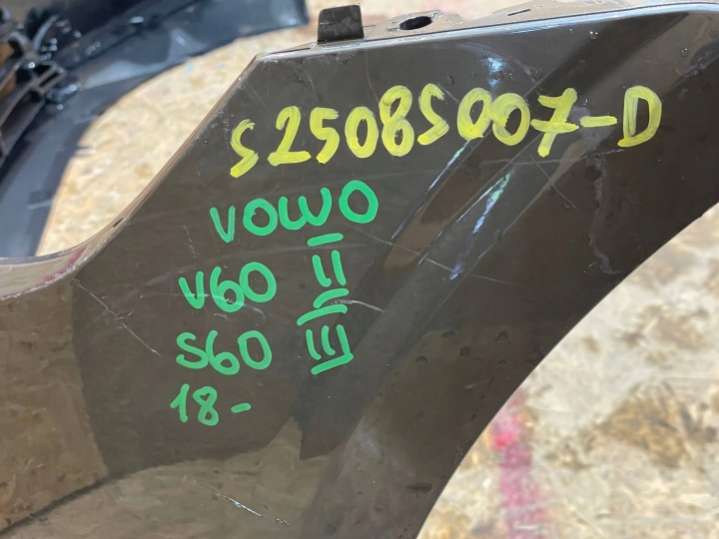 S25085007-D
VOWO
V60 II
S60 III
18-